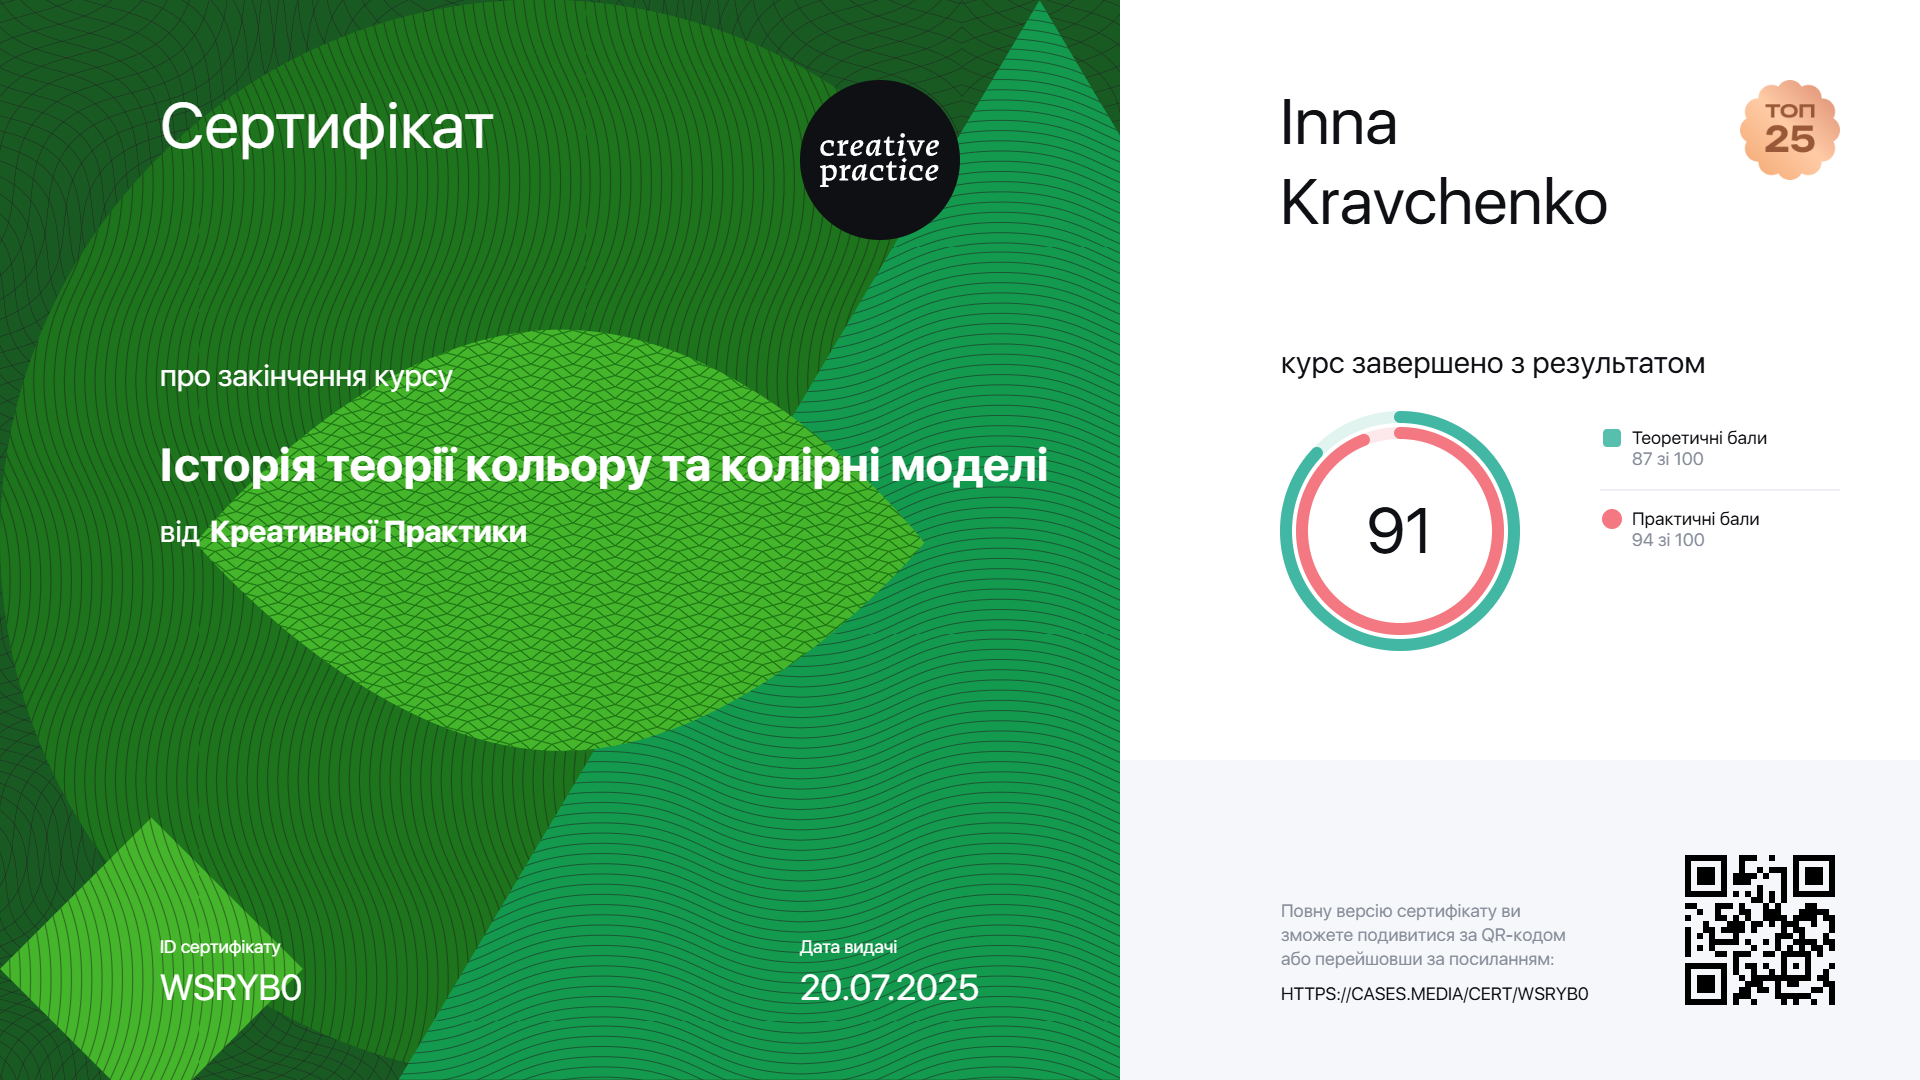 Сертифікат
creative
practice
про закінчення курсу
Історія теорії кольору та колірні моделі
від Креативної Практики
ID сертифікату
WSRYB0
Дата видачі
20.07.2025
Inna
Kravchenko
ТОП
25
курс завершено з результатом
91
Теоретичні бали
87 зі 100
Практичні бали
94 зі 100
Повну версію сертифікату ви
зможете подивитися за QR-кодом
або перейшовши за посиланням:
HTTPS://CASES.MEDIA/CERT/WSRYB0